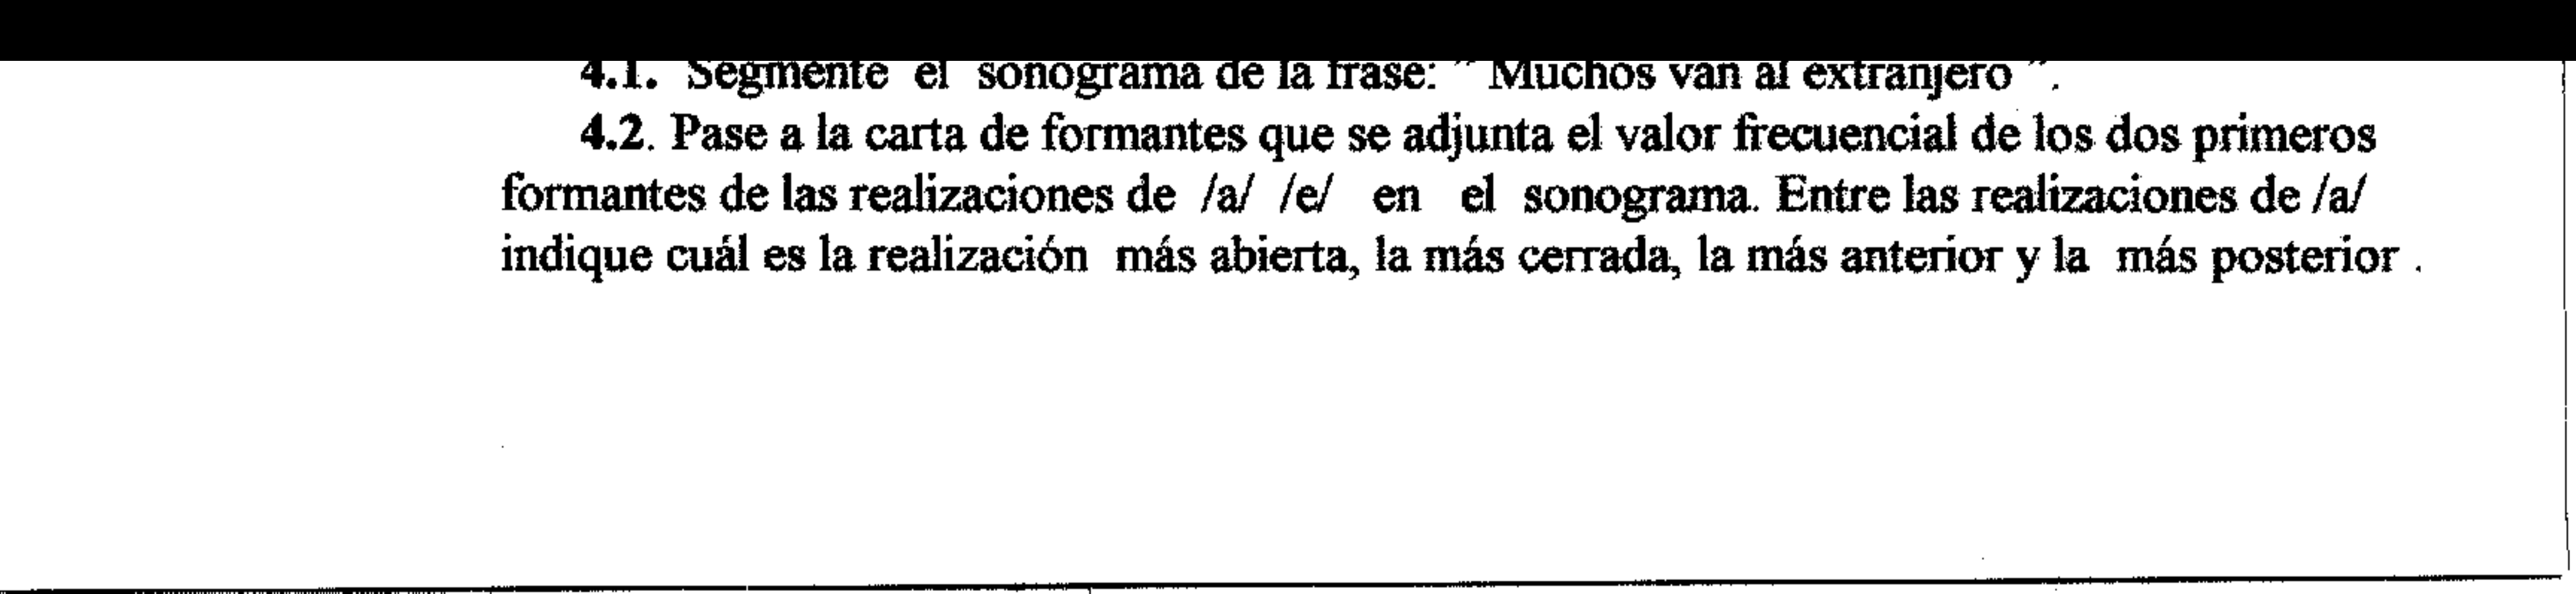 4.1. Segmente el sonograma de la frase: " Muchos van al extranjero ".
4.2. Pase a la carta de formantes que se adjunta el valor frecuencial de los dos primeros
formantes de las realizaciones de /a/ /e/ en el sonograma. Entre las realizaciones de /a/
indique cuál es la realización más abierta, la más cerrada, la más anterior y la más posterior .